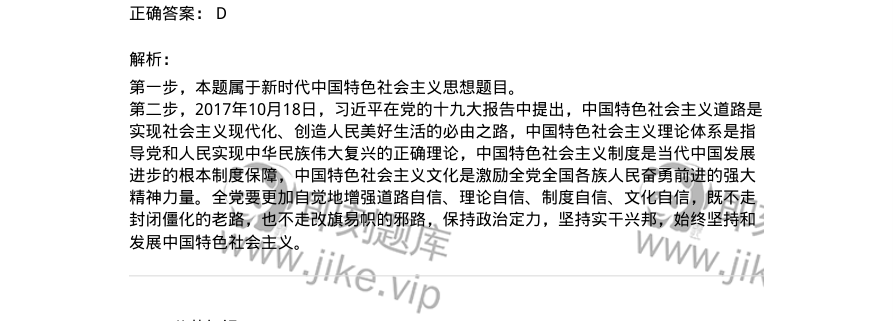 正确答案： D
解析：
第一步，本题属于新时代中国特色社会主义思想题目。
第二步，2017年10月18日，习近平在党的十九大报告中提出，中国特色社会主义道路是
实现社会主义现代化、创造人民美好生活的必由之路，中国特色社会主义理论体系是指
导党和人民实现中华民族伟大复兴的正确理论，中国特色社会主义制度是当代中国发展
进步的根本制度保障，中国特色社会主义文化是激励全党全国各族人民奋勇前进的强大
精神力量。全党要更加自觉地增强道路自信、理论自信、制度自信、文化自信，既不走
封闭僵化的老路，也不走改旗易帜的邪路，保持政治定力，坚持实干兴邦，始终坚持和
发展中国特色社会主义。
即刻题库
www.jike.vip
即刻
www.jik